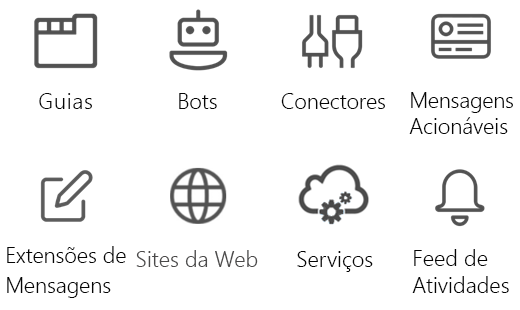 Guias
Bots
Conectores
Mensagens
Acionáveis
Extensões de
Mensagens
Sites da Web
Serviços
Feed de
Atividades